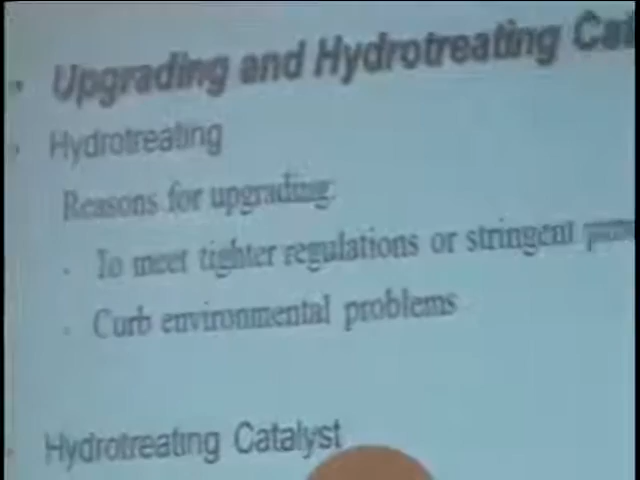 Upgrading and Hydrotreating
Hydrotreating
Reasons for upgrading.
To meet tighter regulations or stringent
Curb environmental problems
Hydrotreating Catalyst